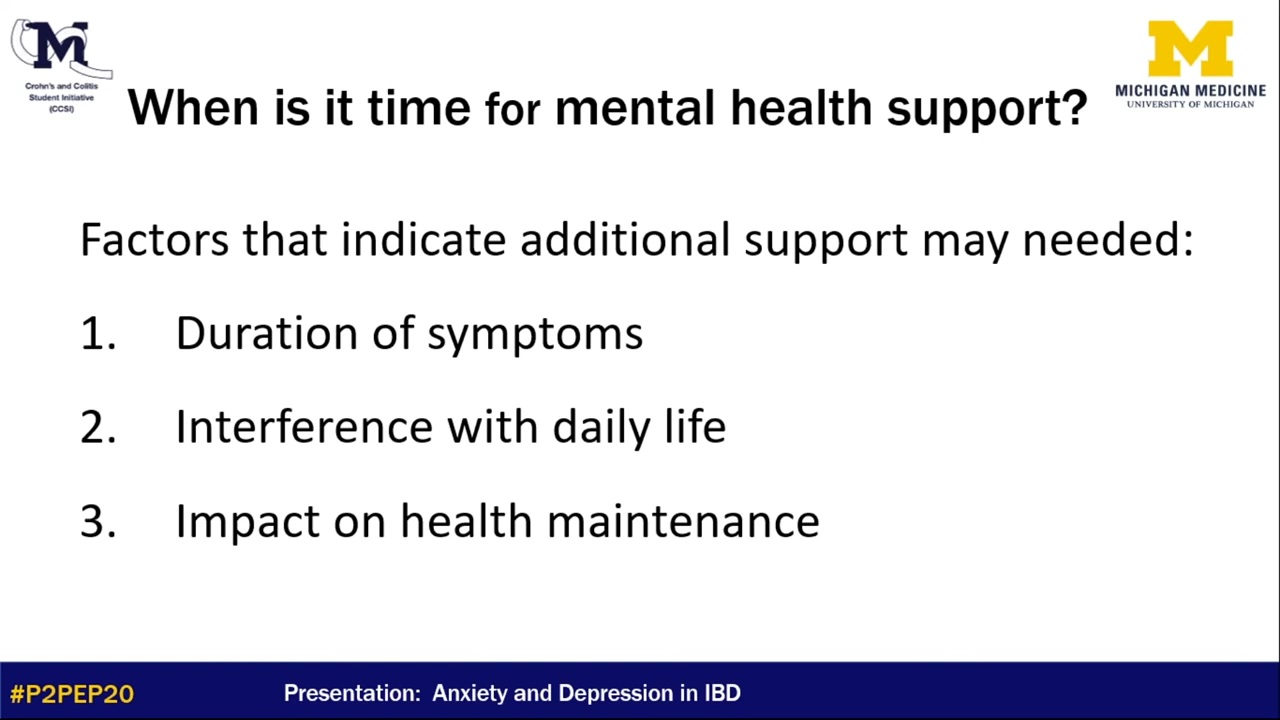 M
Crohn's and Colitis
Student Initiative
(CCSI)
M
MICHIGAN MEDICINE
UNIVERSITY OF MICHIGAN
When is it time for mental health support?
Factors that indicate additional support may needed:
1. Duration of symptoms
2. Interference with daily life
3. Impact on health maintenance
#P2PEP20
Presentation: Anxiety and Depression in IBD